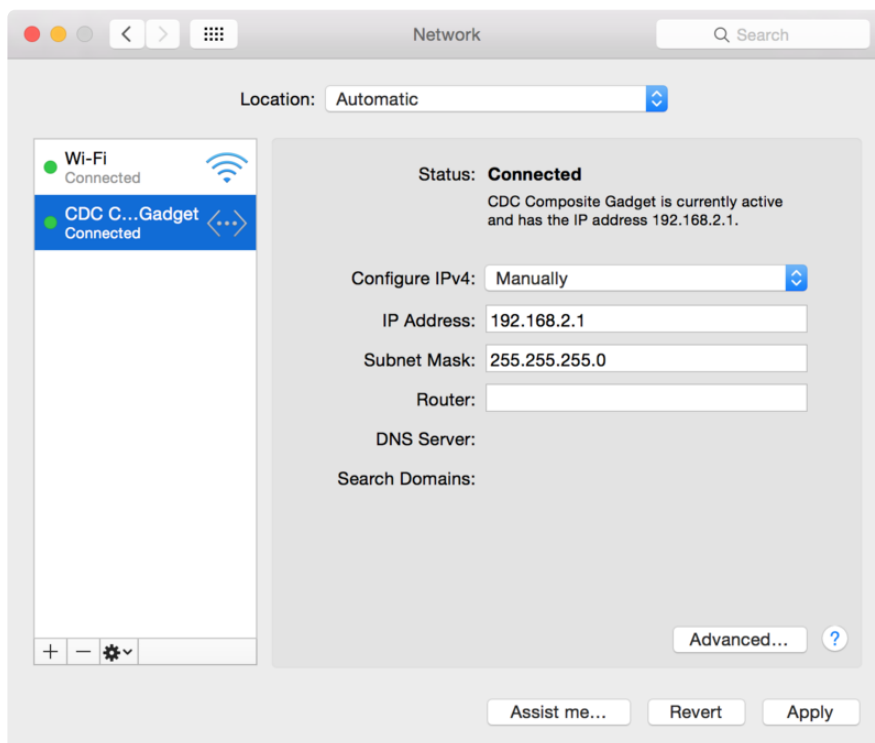 Network
Search
Location: Automatic
Wi-Fi
Connected
CDC C...Gadget
Connected
Status: Connected
CDC Composite Gadget is currently active
and has the IP address 192.168.2.1.
Configure IPv4: Manually
IP Address: 192.168.2.1
Subnet Mask: 255.255.255.0
Router:
DNS Server:
Search Domains:
Advanced...
?
Assist me...
Revert
Apply